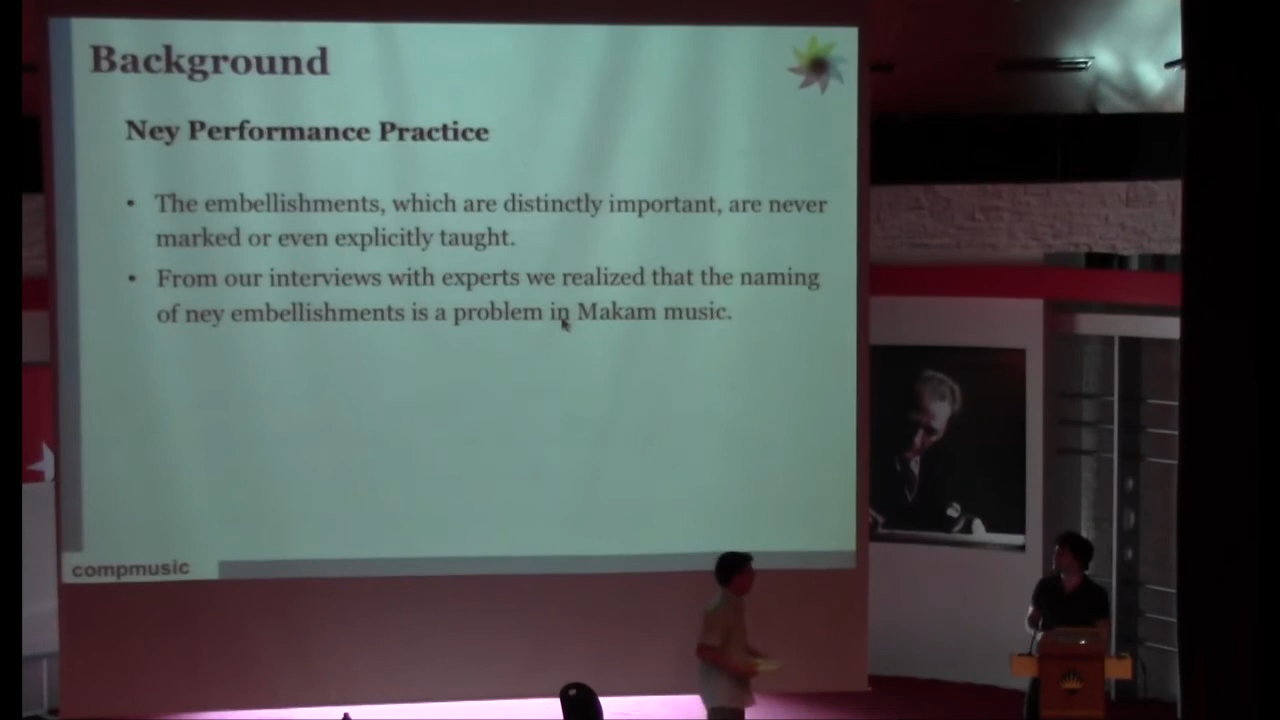 Background
Ney Performance Practice
• The embellishments, which are distinctly important, are never
marked or even explicitly taught.
• From our interviews with experts we realized that the naming
of ney embellishments is a problem in Makam music.
compmusic